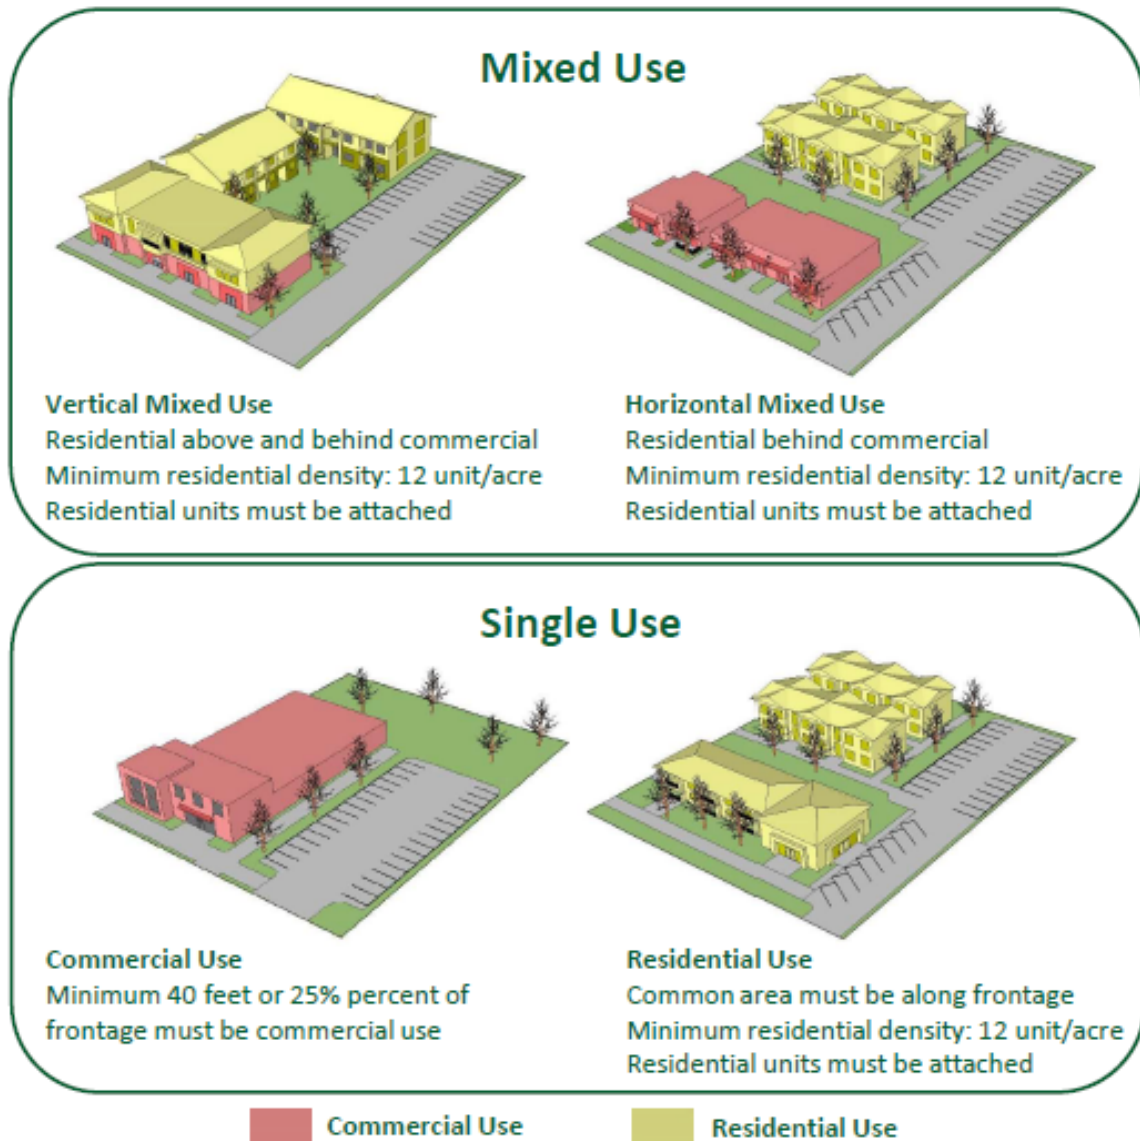 Mixed Use
Vertical Mixed Use
Residential above and behind commercial
Minimum residential density: 12 unit/acre
Residential units must be attached
Horizontal Mixed Use
Residential behind commercial
Minimum residential density: 12 unit/acre
Residential units must be attached
Single Use
Commercial Use
Minimum 40 feet or 25% percent of
frontage must be commercial use
Residential Use
Common area must be along frontage
Minimum residential density: 12 unit/acre
Residential units must be attached
Commercial Use
Residential Use